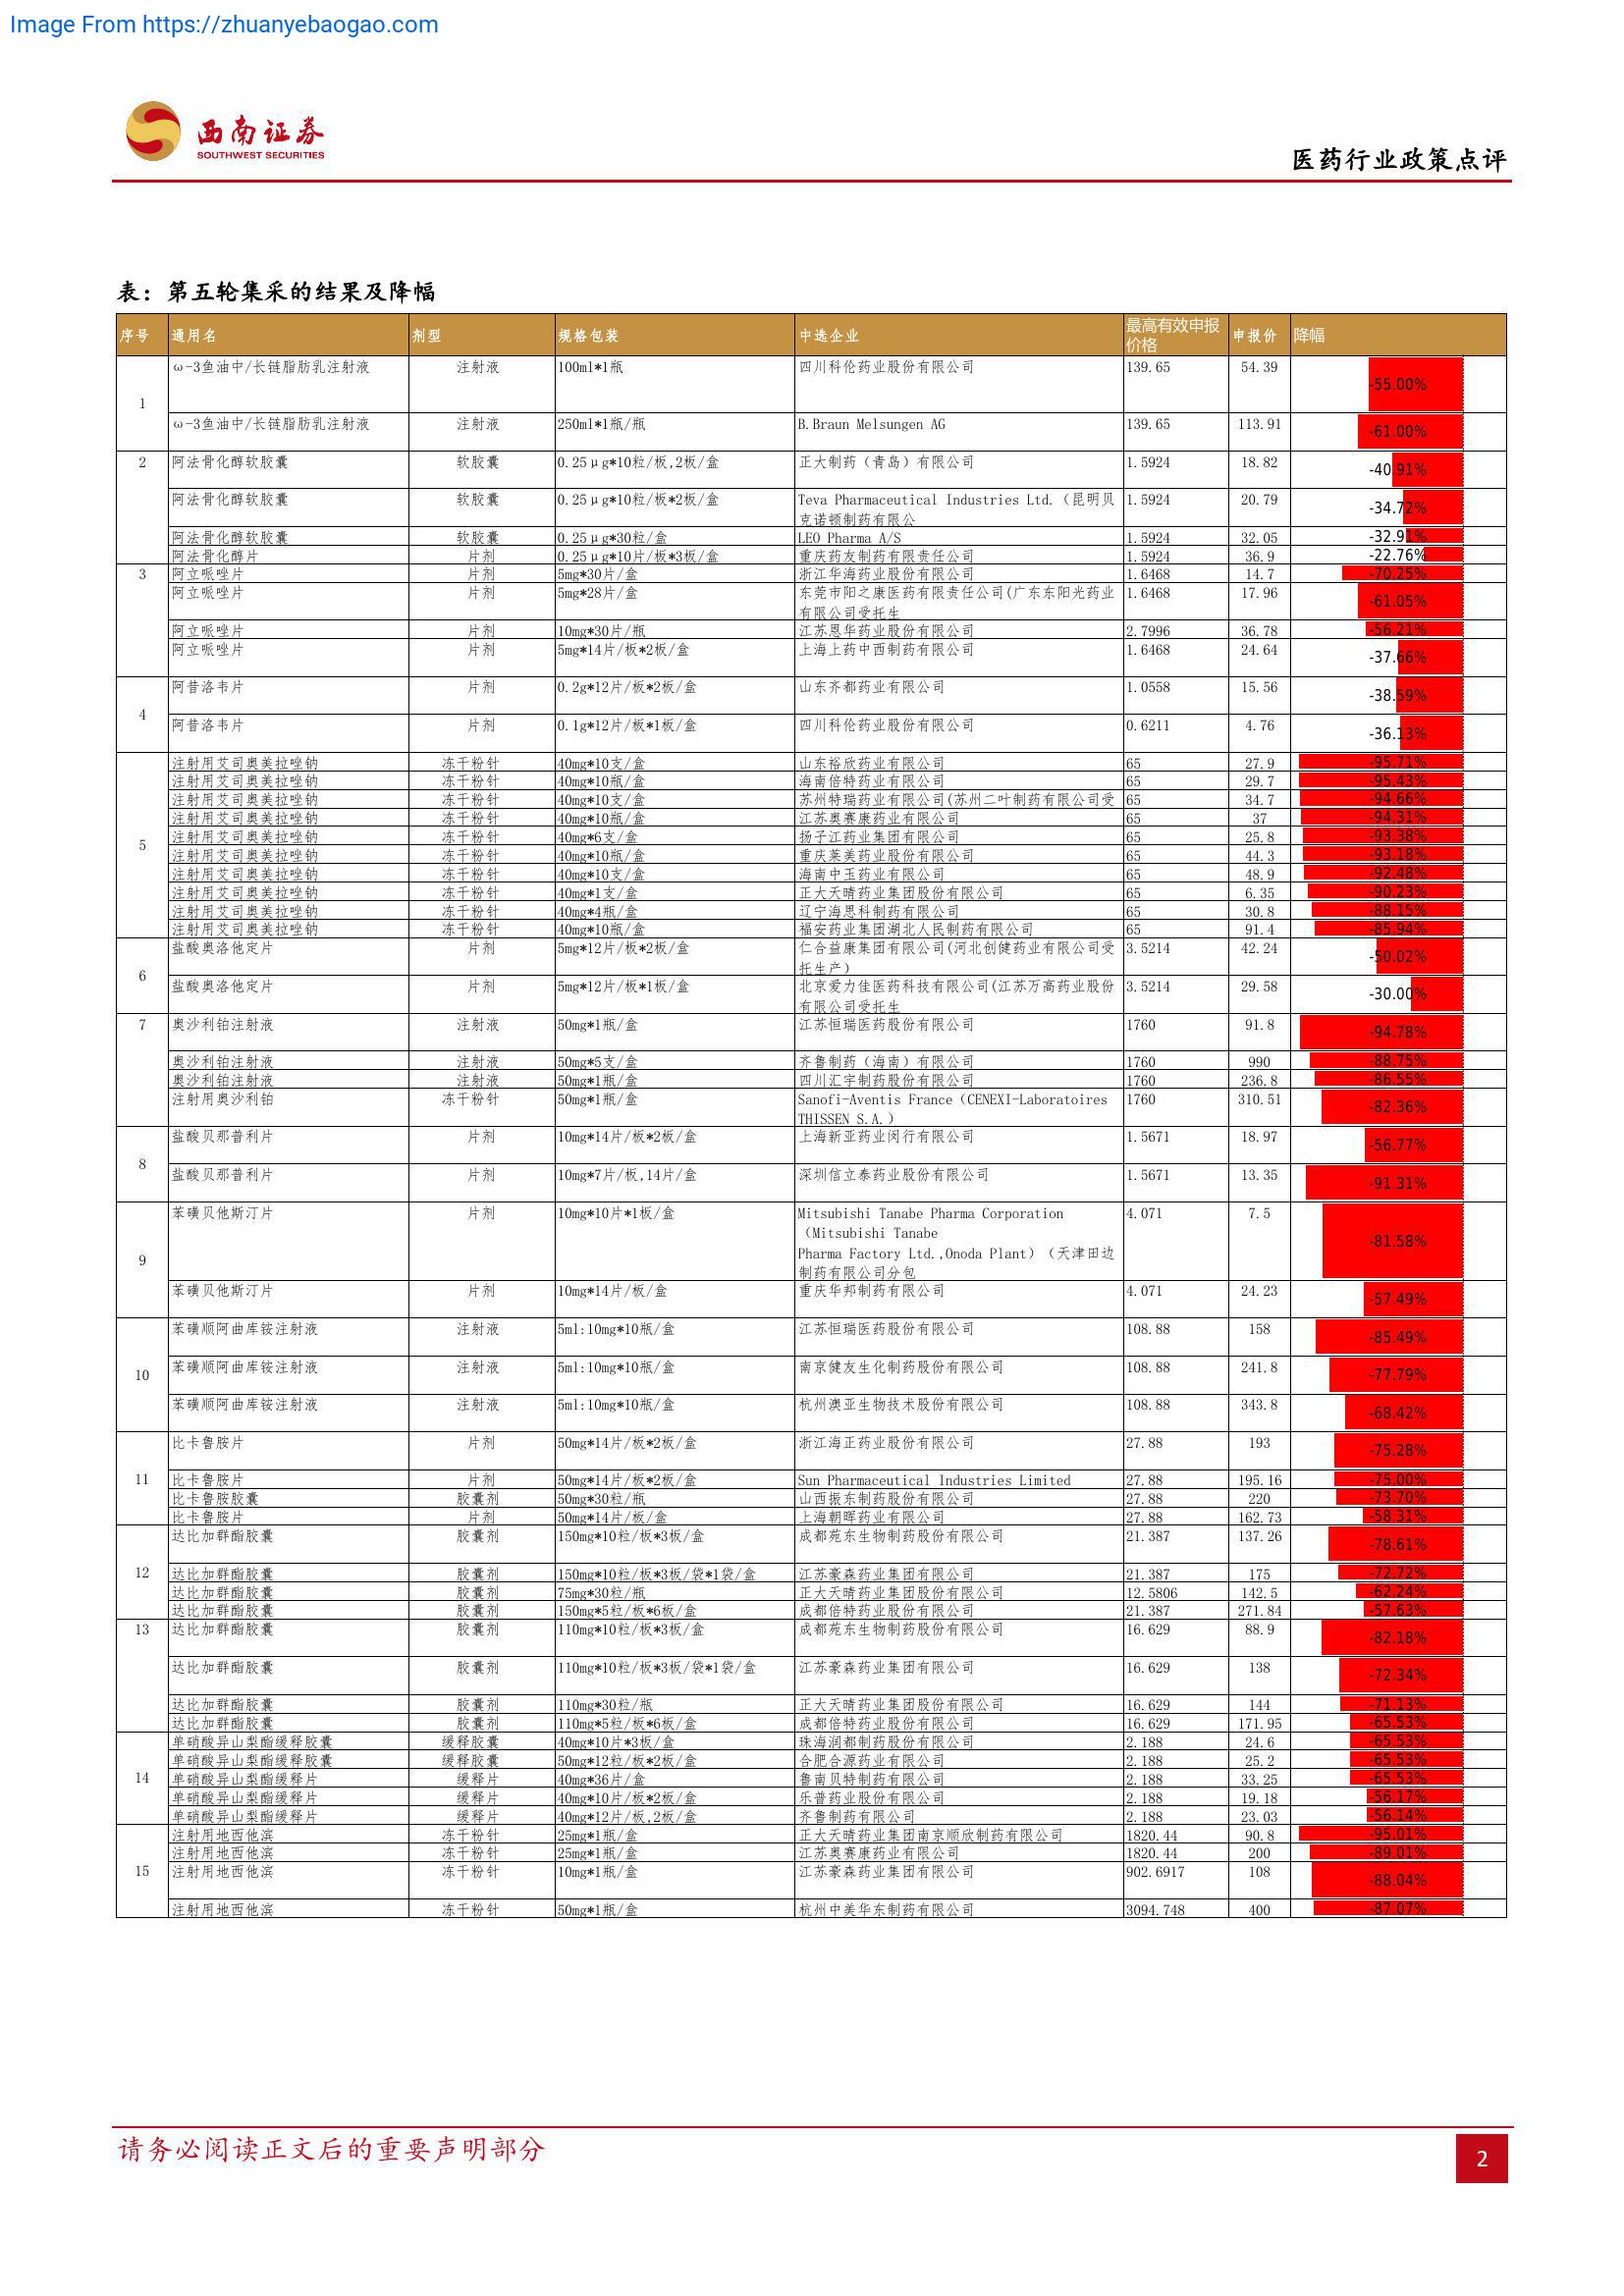 Image From https://zhuanyebaogao.com
西南证券
SOUTHWEST SECURITIES
医药行业政策点评
表：第五轮集采的结果及降幅
序号 通用名 剂型 规格包装 中选企业 最高有效申报价格 申报价 降幅
1 ω-3鱼油中/长链脂肪乳注射液 注射液 100ml*1瓶 四川科伦药业股份有限公司 139.65 54.39 -55.00%
ω-3鱼油中/长链脂肪乳注射液 注射液 250ml*1瓶/瓶 B.Braun Melsungen AG 139.65 113.91 -61.00%
2 阿法骨化醇软胶囊 软胶囊 0.25μg*10粒/板,2板/盒 正大制药（青岛）有限公司 1.5924 18.82 -40.91%
阿法骨化醇软胶囊 软胶囊 0.25μg*10粒/板*2板/盒 Teva Pharmaceutical Industries Ltd.（昆明贝克诺顿制药有限公 1.5924 20.79 -34.72%
阿法骨化醇软胶囊 软胶囊 0.25μg*30粒/盒 LEO Pharma A/S 1.5924 32.05 -32.91%
阿法骨化醇片 片剂 0.25μg*10片/板*3板/盒 重庆药友制药有限责任公司 1.5924 36.9 -22.76%
3 阿立哌唑片 片剂 5mg*30片/盒 浙江华海药业股份有限公司 1.6468 14.7 -70.25%
阿立哌唑片 片剂 5mg*28片/盒 东莞市阳之康医药有限责任公司(广东东阳光药业有限公司受托生 1.6468 17.96 -61.05%
阿立哌唑片 片剂 10mg*30片/瓶 江苏恩华药业股份有限公司 2.7996 36.78 -56.21%
阿立哌唑片 片剂 5mg*14片/板*2板/盒 上海上药中西制药有限公司 1.6468 24.64 -37.66%
4 阿昔洛韦片 片剂 0.2g*12片/板*2板/盒 山东齐都药业有限公司 1.0558 15.56 -38.59%
阿昔洛韦片 片剂 0.1g*12片/板*1板/盒 四川科伦药业股份有限公司 0.6211 4.76 -36.13%
5 注射用艾司奥美拉唑钠 冻干粉针 40mg*10支/盒 山东裕欣药业有限公司 65 27.9 -95.71%
注射用艾司奥美拉唑钠 冻干粉针 40mg*10瓶/盒 海南倍特药业有限公司 65 29.7 -95.43%
注射用艾司奥美拉唑钠 冻干粉针 40mg*10支/盒 苏州特瑞药业有限公司(苏州二叶制药有限公司受 65 34.7 -94.66%
注射用艾司奥美拉唑钠 冻干粉针 40mg*10瓶/盒 江苏奥赛康药业有限公司 65 37 -94.31%
注射用艾司奥美拉唑钠 冻干粉针 40mg*6支/盒 扬子江药业集团有限公司 65 25.8 -93.38%
注射用艾司奥美拉唑钠 冻干粉针 40mg*10瓶/盒 重庆莱美药业股份有限公司 65 44.3 -93.18%
注射用艾司奥美拉唑钠 冻干粉针 40mg*10支/盒 海南中玉药业有限公司 65 48.9 -92.48%
注射用艾司奥美拉唑钠 冻干粉针 40mg*1支/盒 正大天晴药业集团股份有限公司 65 6.35 -90.23%
注射用艾司奥美拉唑钠 冻干粉针 40mg*4瓶/盒 辽宁海思科制药有限公司 65 30.8 -88.15%
注射用艾司奥美拉唑钠 冻干粉针 40mg*10瓶/盒 福安药业集团湖北人民制药有限公司 65 91.4 -85.94%
6 盐酸奥洛他定片 片剂 5mg*12片/板*2板/盒 仁合益康集团有限公司(河北创健药业有限公司受托生产) 3.5214 42.24 -50.02%
盐酸奥洛他定片 片剂 5mg*12片/板*1板/盒 北京爱力佳医药科技有限公司(江苏万高药业股份有限公司受托生 3.5214 29.58 -30.00%
7 奥沙利铂注射液 注射液 50mg*1瓶/盒 江苏恒瑞医药股份有限公司 1760 91.8 -94.78%
奥沙利铂注射液 注射液 50mg*5支/盒 齐鲁制药（海南）有限公司 1760 990 -88.75%
奥沙利铂注射液 注射液 50mg*1瓶/盒 四川汇宇制药股份有限公司 1760 236.8 -86.55%
注射用奥沙利铂 冻干粉针 50mg*1瓶/盒 Sanofi-Aventis France（CENEXI-Laboratoires THISSEN S.A.） 1760 310.51 -82.36%
8 盐酸贝那普利片 片剂 10mg*14片/板*2板/盒 上海新亚药业闵行有限公司 1.5671 18.97 -56.77%
盐酸贝那普利片 片剂 10mg*7片/板,14片/盒 深圳信立泰药业股份有限公司 1.5671 13.35 -91.31%
9 苯磺贝他斯汀片 片剂 10mg*10片*1板/盒 Mitsubishi Tanabe Pharma Corporation（Mitsubishi Tanabe Pharma Factory Ltd.,Onoda Plant）（天津田边制药有限公司分包 4.071 7.5 -81.58%
苯磺贝他斯汀片 片剂 10mg*14片/板/盒 重庆华邦制药有限公司 4.071 24.23 -57.49%
10 苯磺顺阿曲库铵注射液 注射液 5ml:10mg*10瓶/盒 江苏恒瑞医药股份有限公司 108.88 158 -85.49%
苯磺顺阿曲库铵注射液 注射液 5ml:10mg*10瓶/盒 南京健友生化制药股份有限公司 108.88 241.8 -77.79%
苯磺顺阿曲库铵注射液 注射液 5ml:10mg*10瓶/盒 杭州澳亚生物技术股份有限公司 108.88 343.8 -68.42%
11 比卡鲁胺片 片剂 50mg*14片/板*2板/盒 浙江海正药业股份有限公司 27.88 193 -75.28%
比卡鲁胺片 片剂 50mg*14片/板*2板/盒 Sun Pharmaceutical Industries Limited 27.88 195.16 -75.00%
比卡鲁胺胶囊 胶囊剂 50mg*30粒/瓶 山西振东制药股份有限公司 27.88 220 -73.70%
比卡鲁胺片 片剂 50mg*14片/板/盒 上海朝晖药业有限公司 27.88 162.73 -58.31%
12 达比加群酯胶囊 胶囊剂 150mg*10粒/板*3板/盒 成都苑东生物制药股份有限公司 21.387 137.26 -78.61%
达比加群酯胶囊 胶囊剂 150mg*10粒/板*3板/袋*1袋/盒 江苏豪森药业集团有限公司 21.387 175 -72.72%
达比加群酯胶囊 胶囊剂 75mg*30粒/瓶 正大天晴药业集团股份有限公司 12.5806 142.5 -62.24%
达比加群酯胶囊 胶囊剂 150mg*5粒/板*6板/盒 成都倍特药业股份有限公司 21.387 271.84 -57.63%
13 达比加群酯胶囊 胶囊剂 110mg*10粒/板*3板/盒 成都苑东生物制药股份有限公司 16.629 88.9 -82.18%
达比加群酯胶囊 胶囊剂 110mg*10粒/板*3板/袋*1袋/盒 江苏豪森药业集团有限公司 16.629 138 -72.34%
达比加群酯胶囊 胶囊剂 110mg*30粒/瓶 正大天晴药业集团股份有限公司 16.629 144 -71.13%
达比加群酯胶囊 胶囊剂 110mg*5粒/板*6板/盒 成都倍特药业股份有限公司 16.629 171.95 -65.53%
14 单硝酸异山梨酯缓释胶囊 缓释胶囊 40mg*10片*3板/盒 珠海润都制药股份有限公司 2.188 24.6 -65.53%
单硝酸异山梨酯缓释胶囊 缓释胶囊 50mg*12粒/板*2板/盒 合肥合源药业有限公司 2.188 25.2 -65.53%
单硝酸异山梨酯缓释片 缓释片 40mg*36片/盒 鲁南贝特制药有限公司 2.188 33.25 -65.53%
单硝酸异山梨酯缓释片 缓释片 40mg*10片/板*2板/盒 乐普药业股份有限公司 2.188 19.18 -56.17%
单硝酸异山梨酯缓释片 缓释片 40mg*12片/板,2板/盒 齐鲁制药有限公司 2.188 23.03 -56.14%
15 注射用地西他滨 冻干粉针 25mg*1瓶/盒 正大天晴药业集团南京顺欣制药有限公司 1820.44 90.8 -95.01%
注射用地西他滨 冻干粉针 25mg*1瓶/盒 江苏奥赛康药业有限公司 1820.44 200 -89.01%
注射用地西他滨 冻干粉针 10mg*1瓶/盒 江苏豪森药业集团有限公司 902.6917 108 -88.04%
注射用地西他滨 冻干粉针 50mg*1瓶/盒 杭州中美华东制药有限公司 3094.748 400 -87.07%
请务必阅读正文后的重要声明部分
2